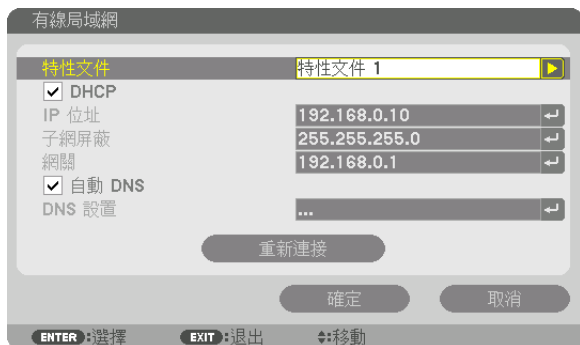 有線局域網
特性文件 特性文件 1
DHCP
IP 位址 192.168.0.10
子網屏蔽 255.255.255.0
網關 192.168.0.1
自動 DNS
DNS 設置 ...
重新連接
確定 取消
ENTER :選擇 EXIT :退出 :移動